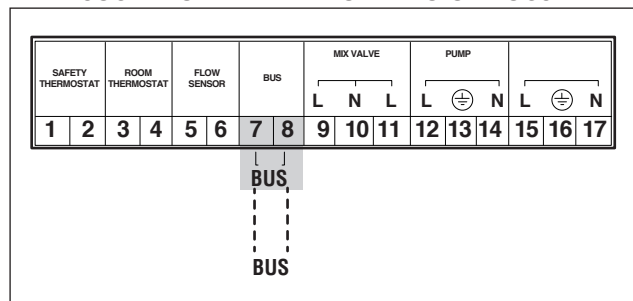 SAFETY THERMOSTAT ROOM THERMOSTAT FLOW SENSOR BUS MIX VALVE PUMP
L N L L N L N
1 2 3 4 5 6 7 8 9 10 11 12 13 14 15 16 17
BUS
BUS